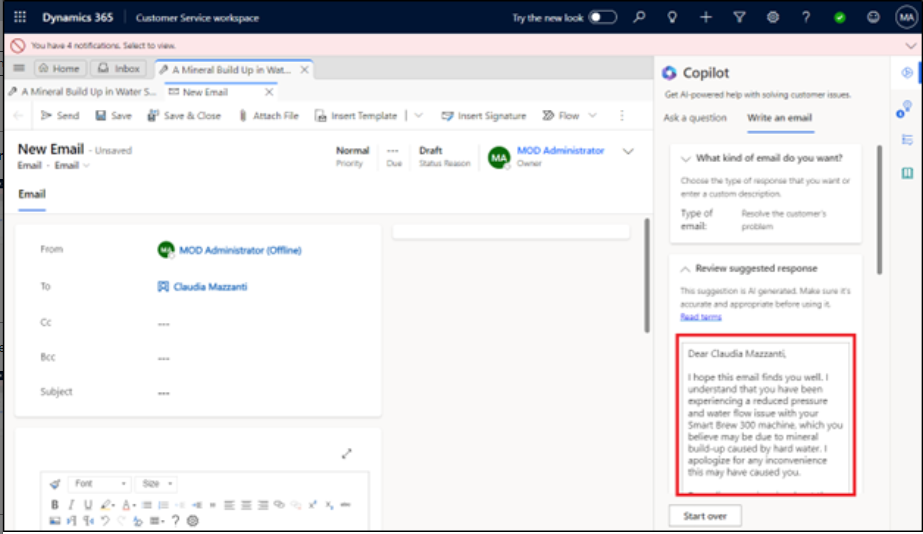 Dynamics 365 Customer Service workspace Try the new look ? MA
You have 4 notifications. Select to view.
Home Inbox A Mineral Build Up in Wat...
A Mineral Build Up in Water S... New Email
Send Save Save & Close Attach File Insert Template Insert Signature Flow
New Email - Unsaved
Email · Email
Normal
Priority
---
Due
Draft
Status Reason
MA
MOD Administrator
Owner
Email
From MA MOD Administrator (Offline)
To Claudia Mazzanti
Cc ---
Bcc ---
Subject ---
Font Size
B I U A
?
Copilot
Get AI-powered help with solving customer issues.
Ask a question Write an email
What kind of email do you want?
Choose the type of response that you want or
enter a custom description.
Type of Resolve the customer's
email: problem
Review suggested response
This suggestion is AI generated. Make sure it's
accurate and appropriate before using it.
Read terms
Dear Claudia Mazzanti,
I hope this email finds you well. I
understand that you have been
experiencing a reduced pressure
and water flow issue with your
Smart Brew 300 machine, which you
believe may be due to mineral
build-up caused by hard water. I
apologize for any inconvenience
this may have caused you.
Start over